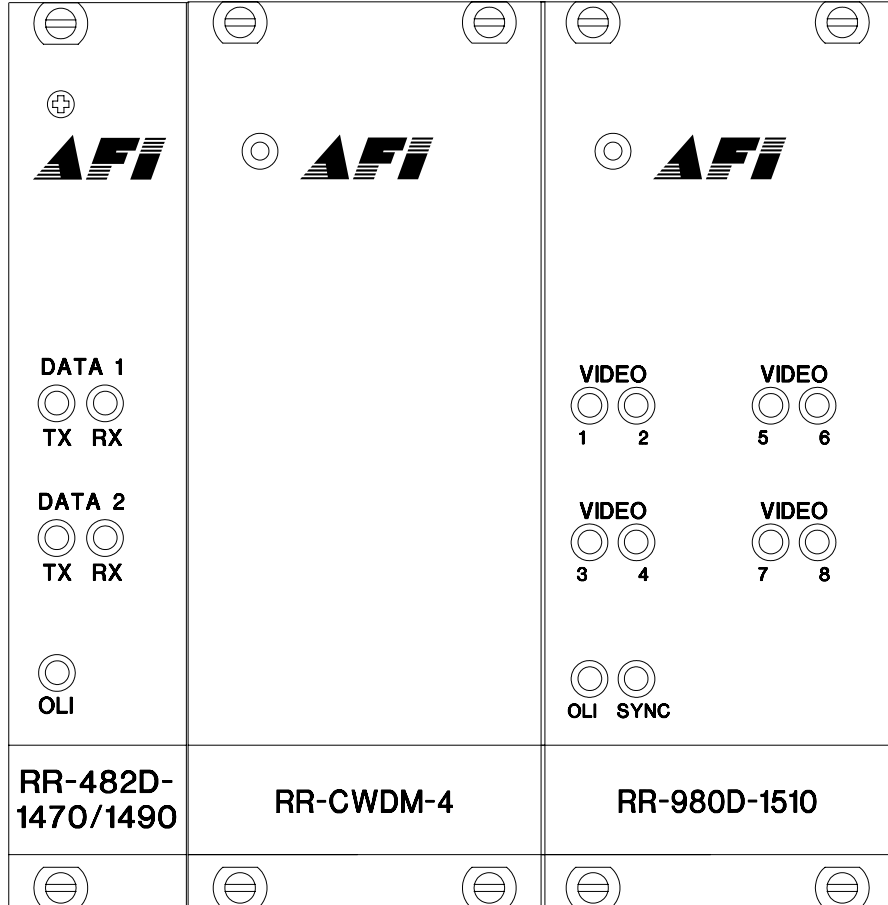 AFI
DATA 1
TX RX
DATA 2
TX RX
OLI
RR-482D-
1470/1490
AFI
RR-CWDM-4
AFI
VIDEO VIDEO
1 2 5 6
VIDEO VIDEO
3 4 7 8
OLI SYNC
RR-980D-1510